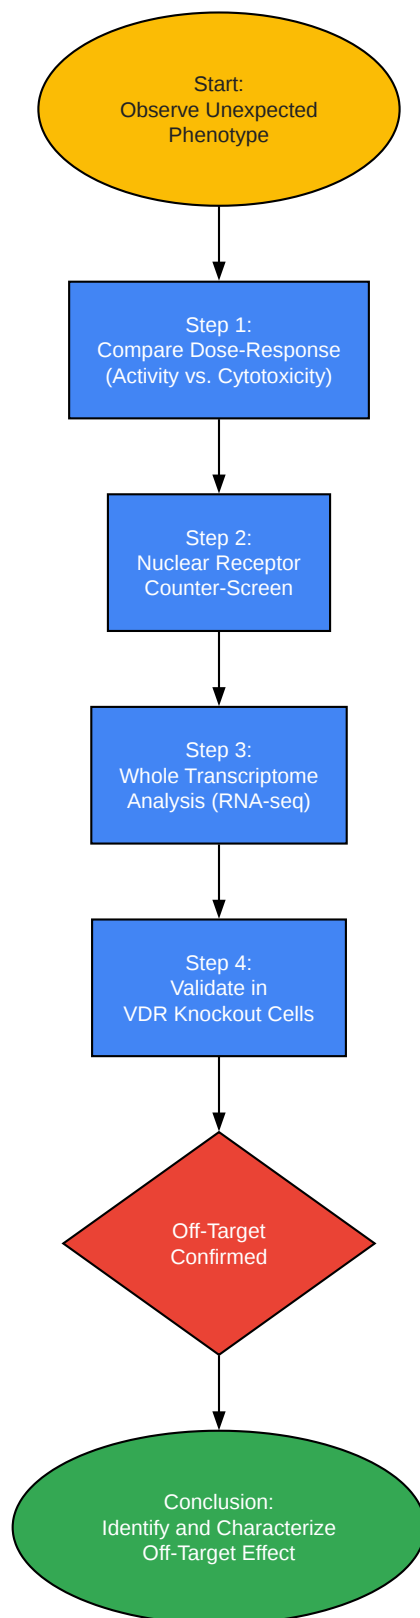 Start:
Observe Unexpected
Phenotype
Step 1:
Compare Dose-Response
(Activity vs. Cytotoxicity)
Step 2:
Nuclear Receptor
Counter-Screen
Step 3:
Whole Transcriptome
Analysis (RNA-seq)
Step 4:
Validate in
VDR Knockout Cells
Off-Target
Confirmed
Conclusion:
Identify and Characterize
Off-Target Effect